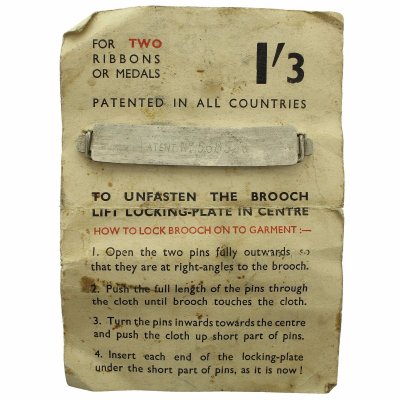 FOR TWO
RIBBONS
OR MEDALS
1'3
PATENTED IN ALL COUNTRIES
PATENT Nº
TO UNFASTEN THE BROOCH
LIFT LOCKING-PLATE IN CENTRE
HOW TO LOCK BROOCH ON TO GARMENT :—
1. Open the two pins fully outwards, so
that they are at right-angles to the brooch.
2. Push the full length of the pins through
the cloth until brooch touches the cloth.
3. Turn the pins inwards towards the centre
and push the cloth up short part of pins.
4. Insert each end of the locking-plate
under the short part of pins, as it is now !